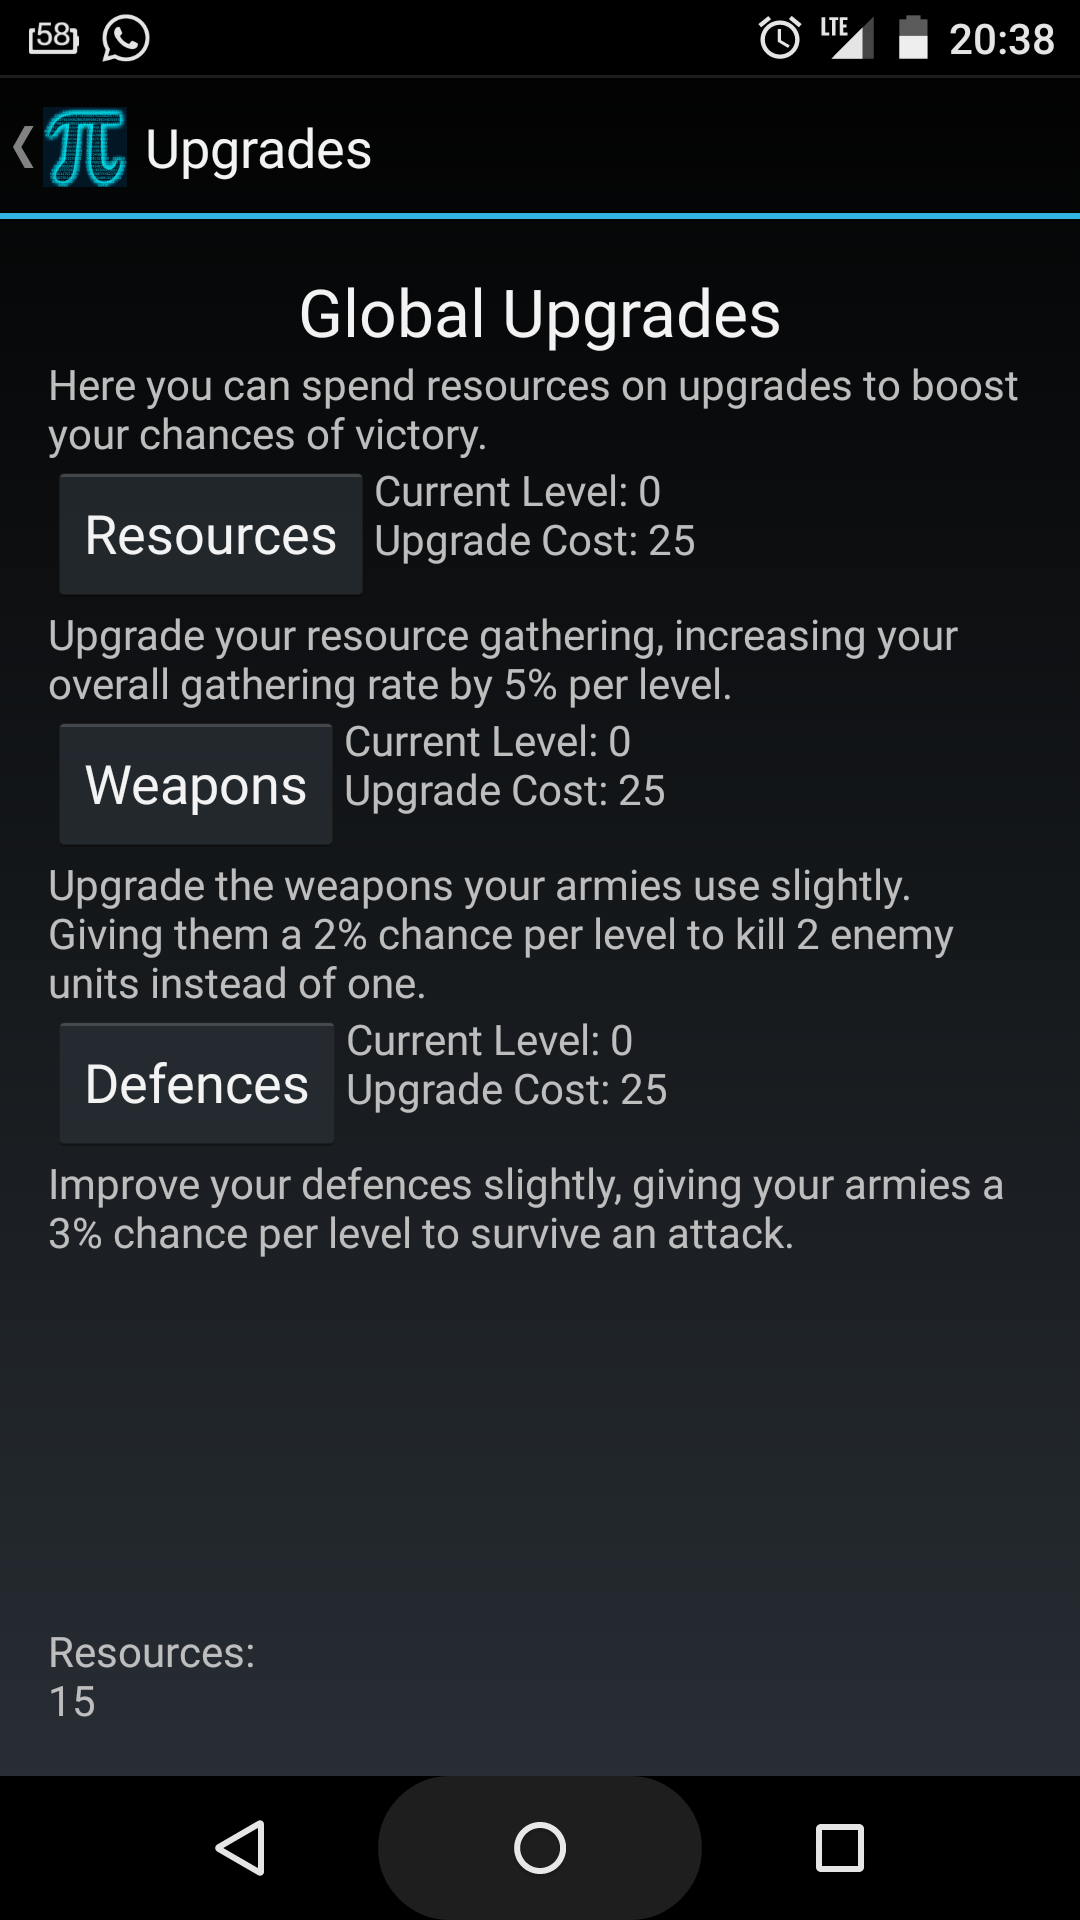 58
LTE
20:38
π Upgrades
Global Upgrades
Here you can spend resources on upgrades to boost
your chances of victory.
Resources
Current Level: 0
Upgrade Cost: 25
Upgrade your resource gathering, increasing your
overall gathering rate by 5% per level.
Weapons
Current Level: 0
Upgrade Cost: 25
Upgrade the weapons your armies use slightly.
Giving them a 2% chance per level to kill 2 enemy
units instead of one.
Defences
Current Level: 0
Upgrade Cost: 25
Improve your defences slightly, giving your armies a
3% chance per level to survive an attack.
Resources:
15